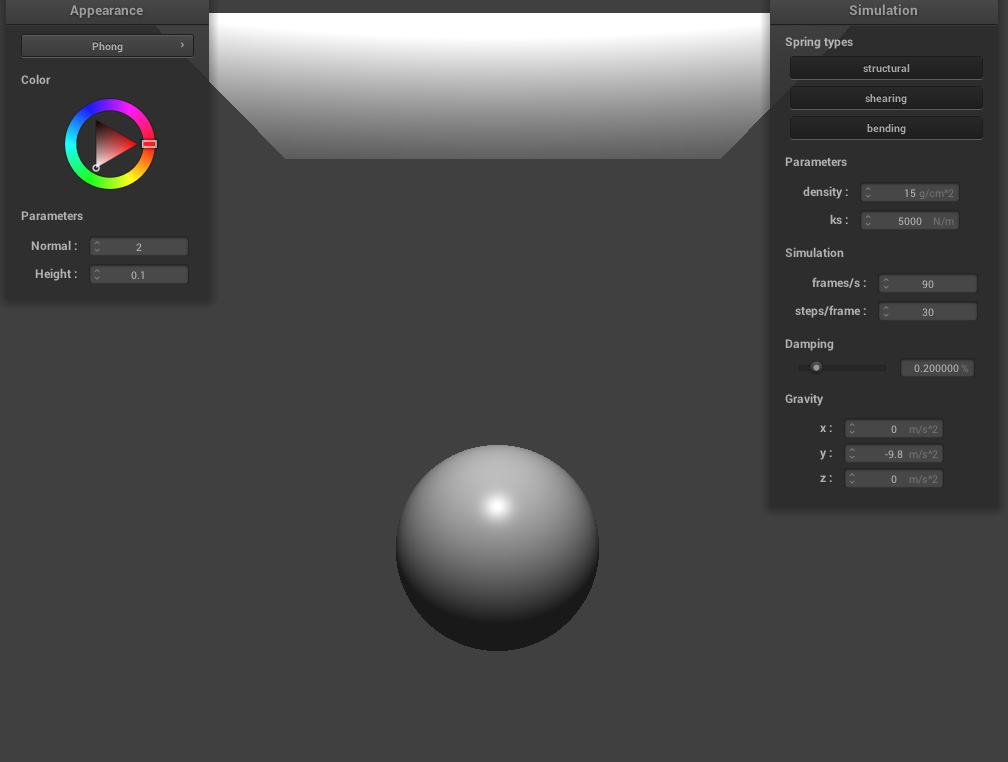 Appearance
Phong
Color
Parameters
Normal : 2
Height : 0.1
Simulation
Spring types
structural
shearing
bending
Parameters
density : 15 g/cm^2
ks : 5000 N/m
Simulation
frames/s : 90
steps/frame : 30
Damping
0.200000 %
Gravity
x : 0 m/s^2
y : -9.8 m/s^2
z : 0 m/s^2